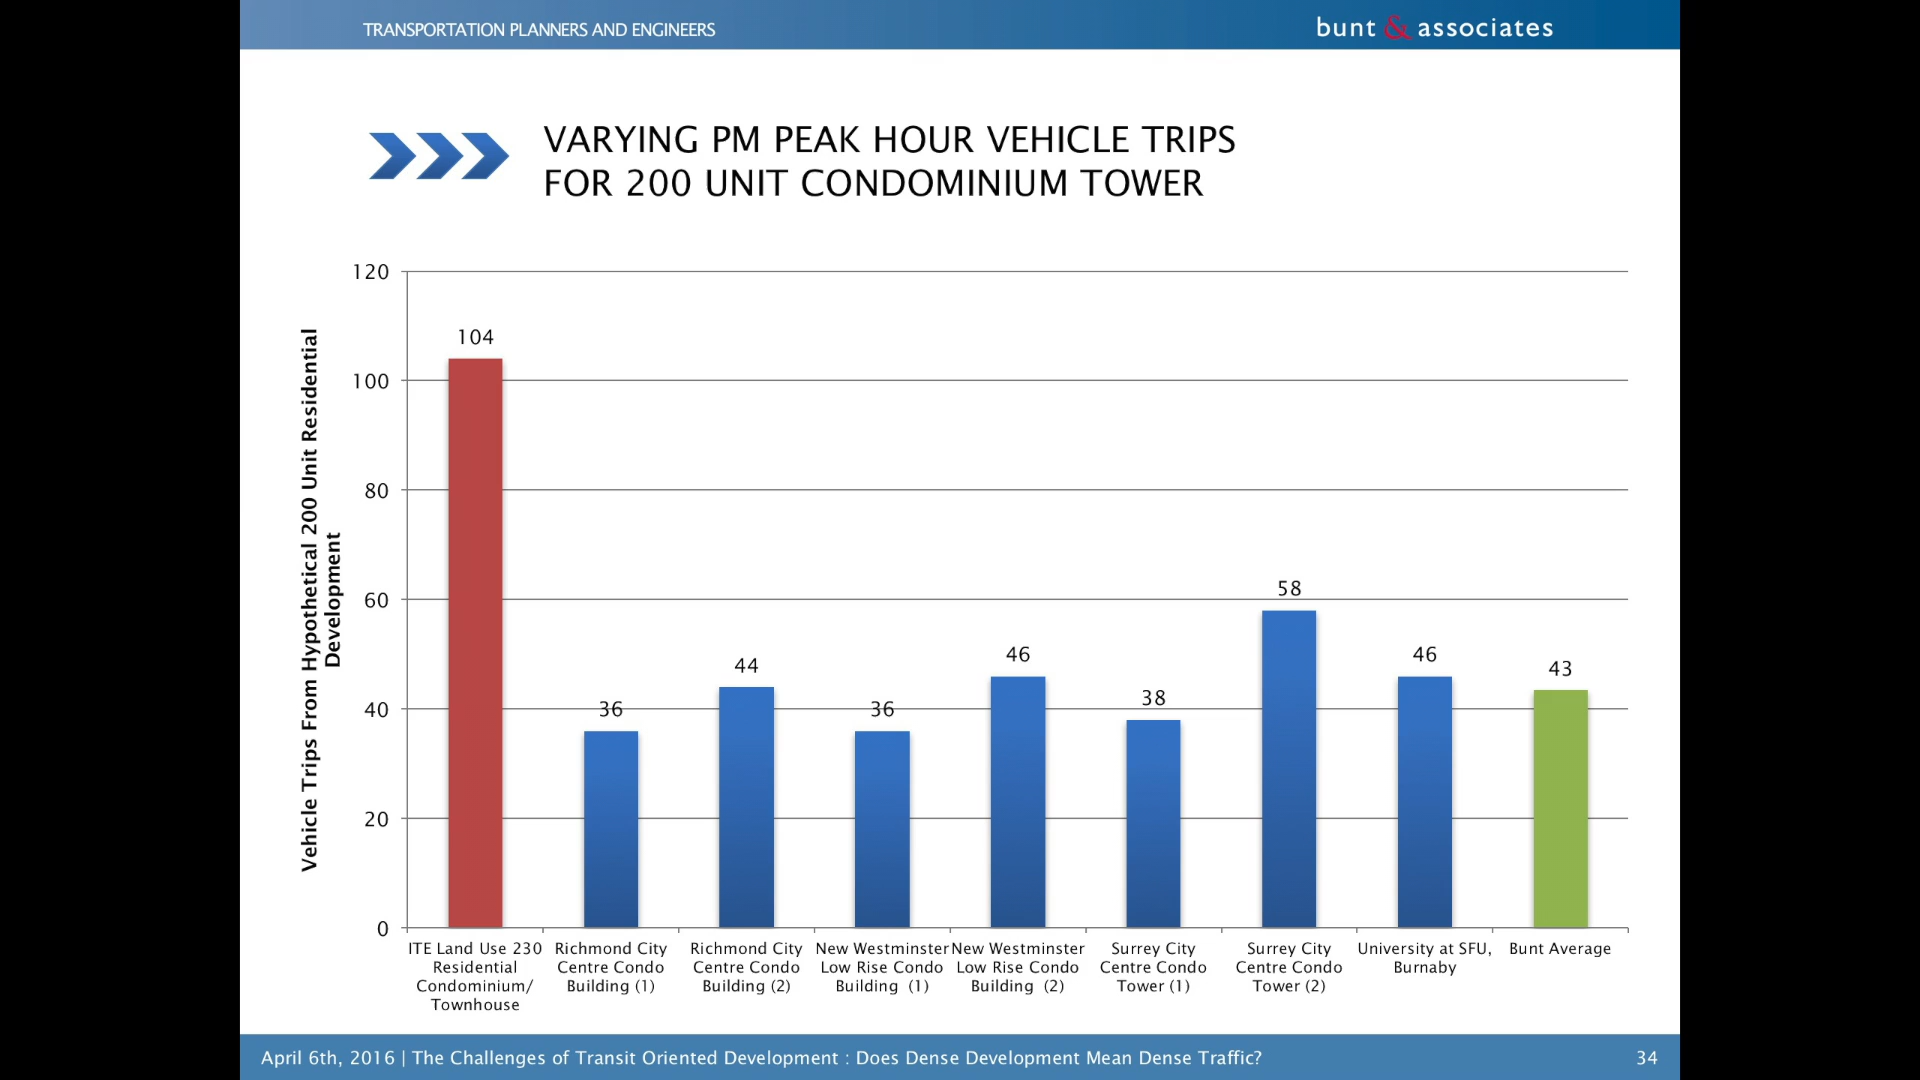 TRANSPORTATION PLANNERS AND ENGINEERS
bunt & associates
VARYING PM PEAK HOUR VEHICLE TRIPS
FOR 200 UNIT CONDOMINIUM TOWER
Vehicle Trips From Hypothetical 200 Unit Residential
Development
120
100
80
60
40
20
0
104
36
44
36
46
38
58
46
43
ITE Land Use 230
Residential
Condominium/
Townhouse
Richmond City
Centre Condo
Building (1)
Richmond City
Centre Condo
Building (2)
New Westminster
Low Rise Condo
Building (1)
New Westminster
Low Rise Condo
Building (2)
Surrey City
Centre Condo
Tower (1)
Surrey City
Centre Condo
Tower (2)
University at SFU,
Burnaby
Bunt Average
April 6th, 2016 | The Challenges of Transit Oriented Development : Does Dense Development Mean Dense Traffic?
34